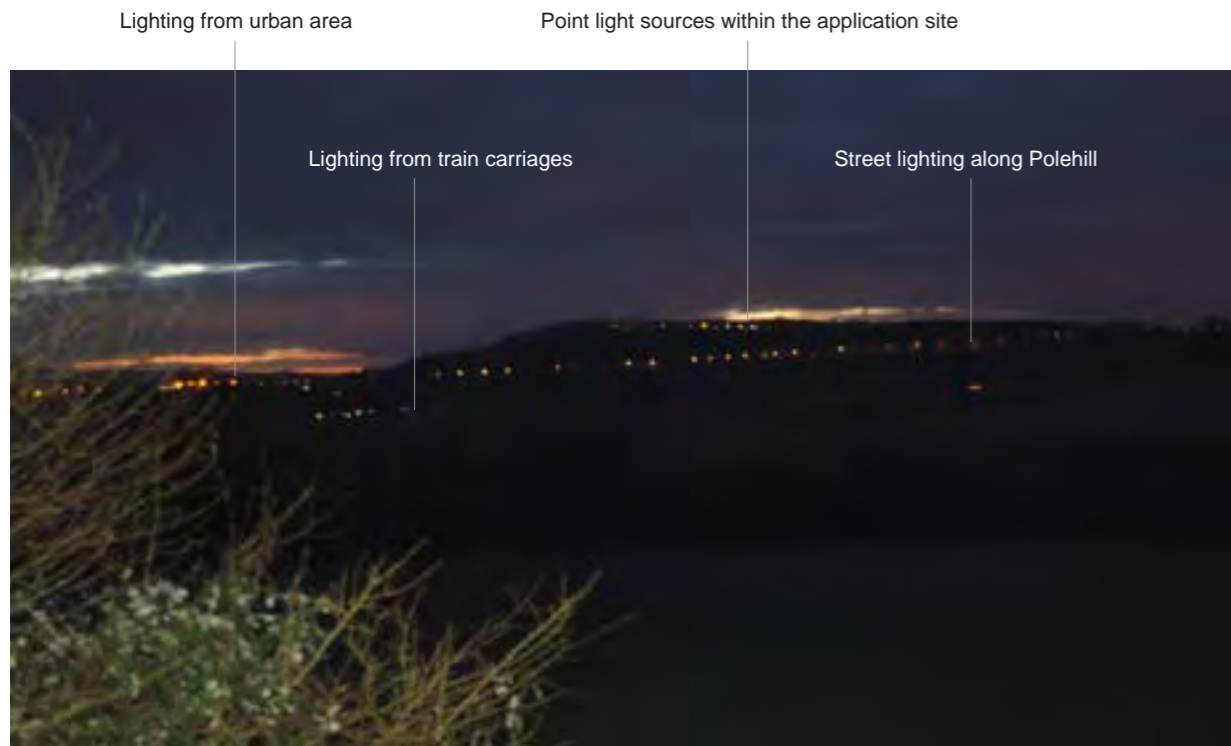 Lighting from urban area
Point light sources within the application site
Lighting from train carriages
Street lighting along Polehill